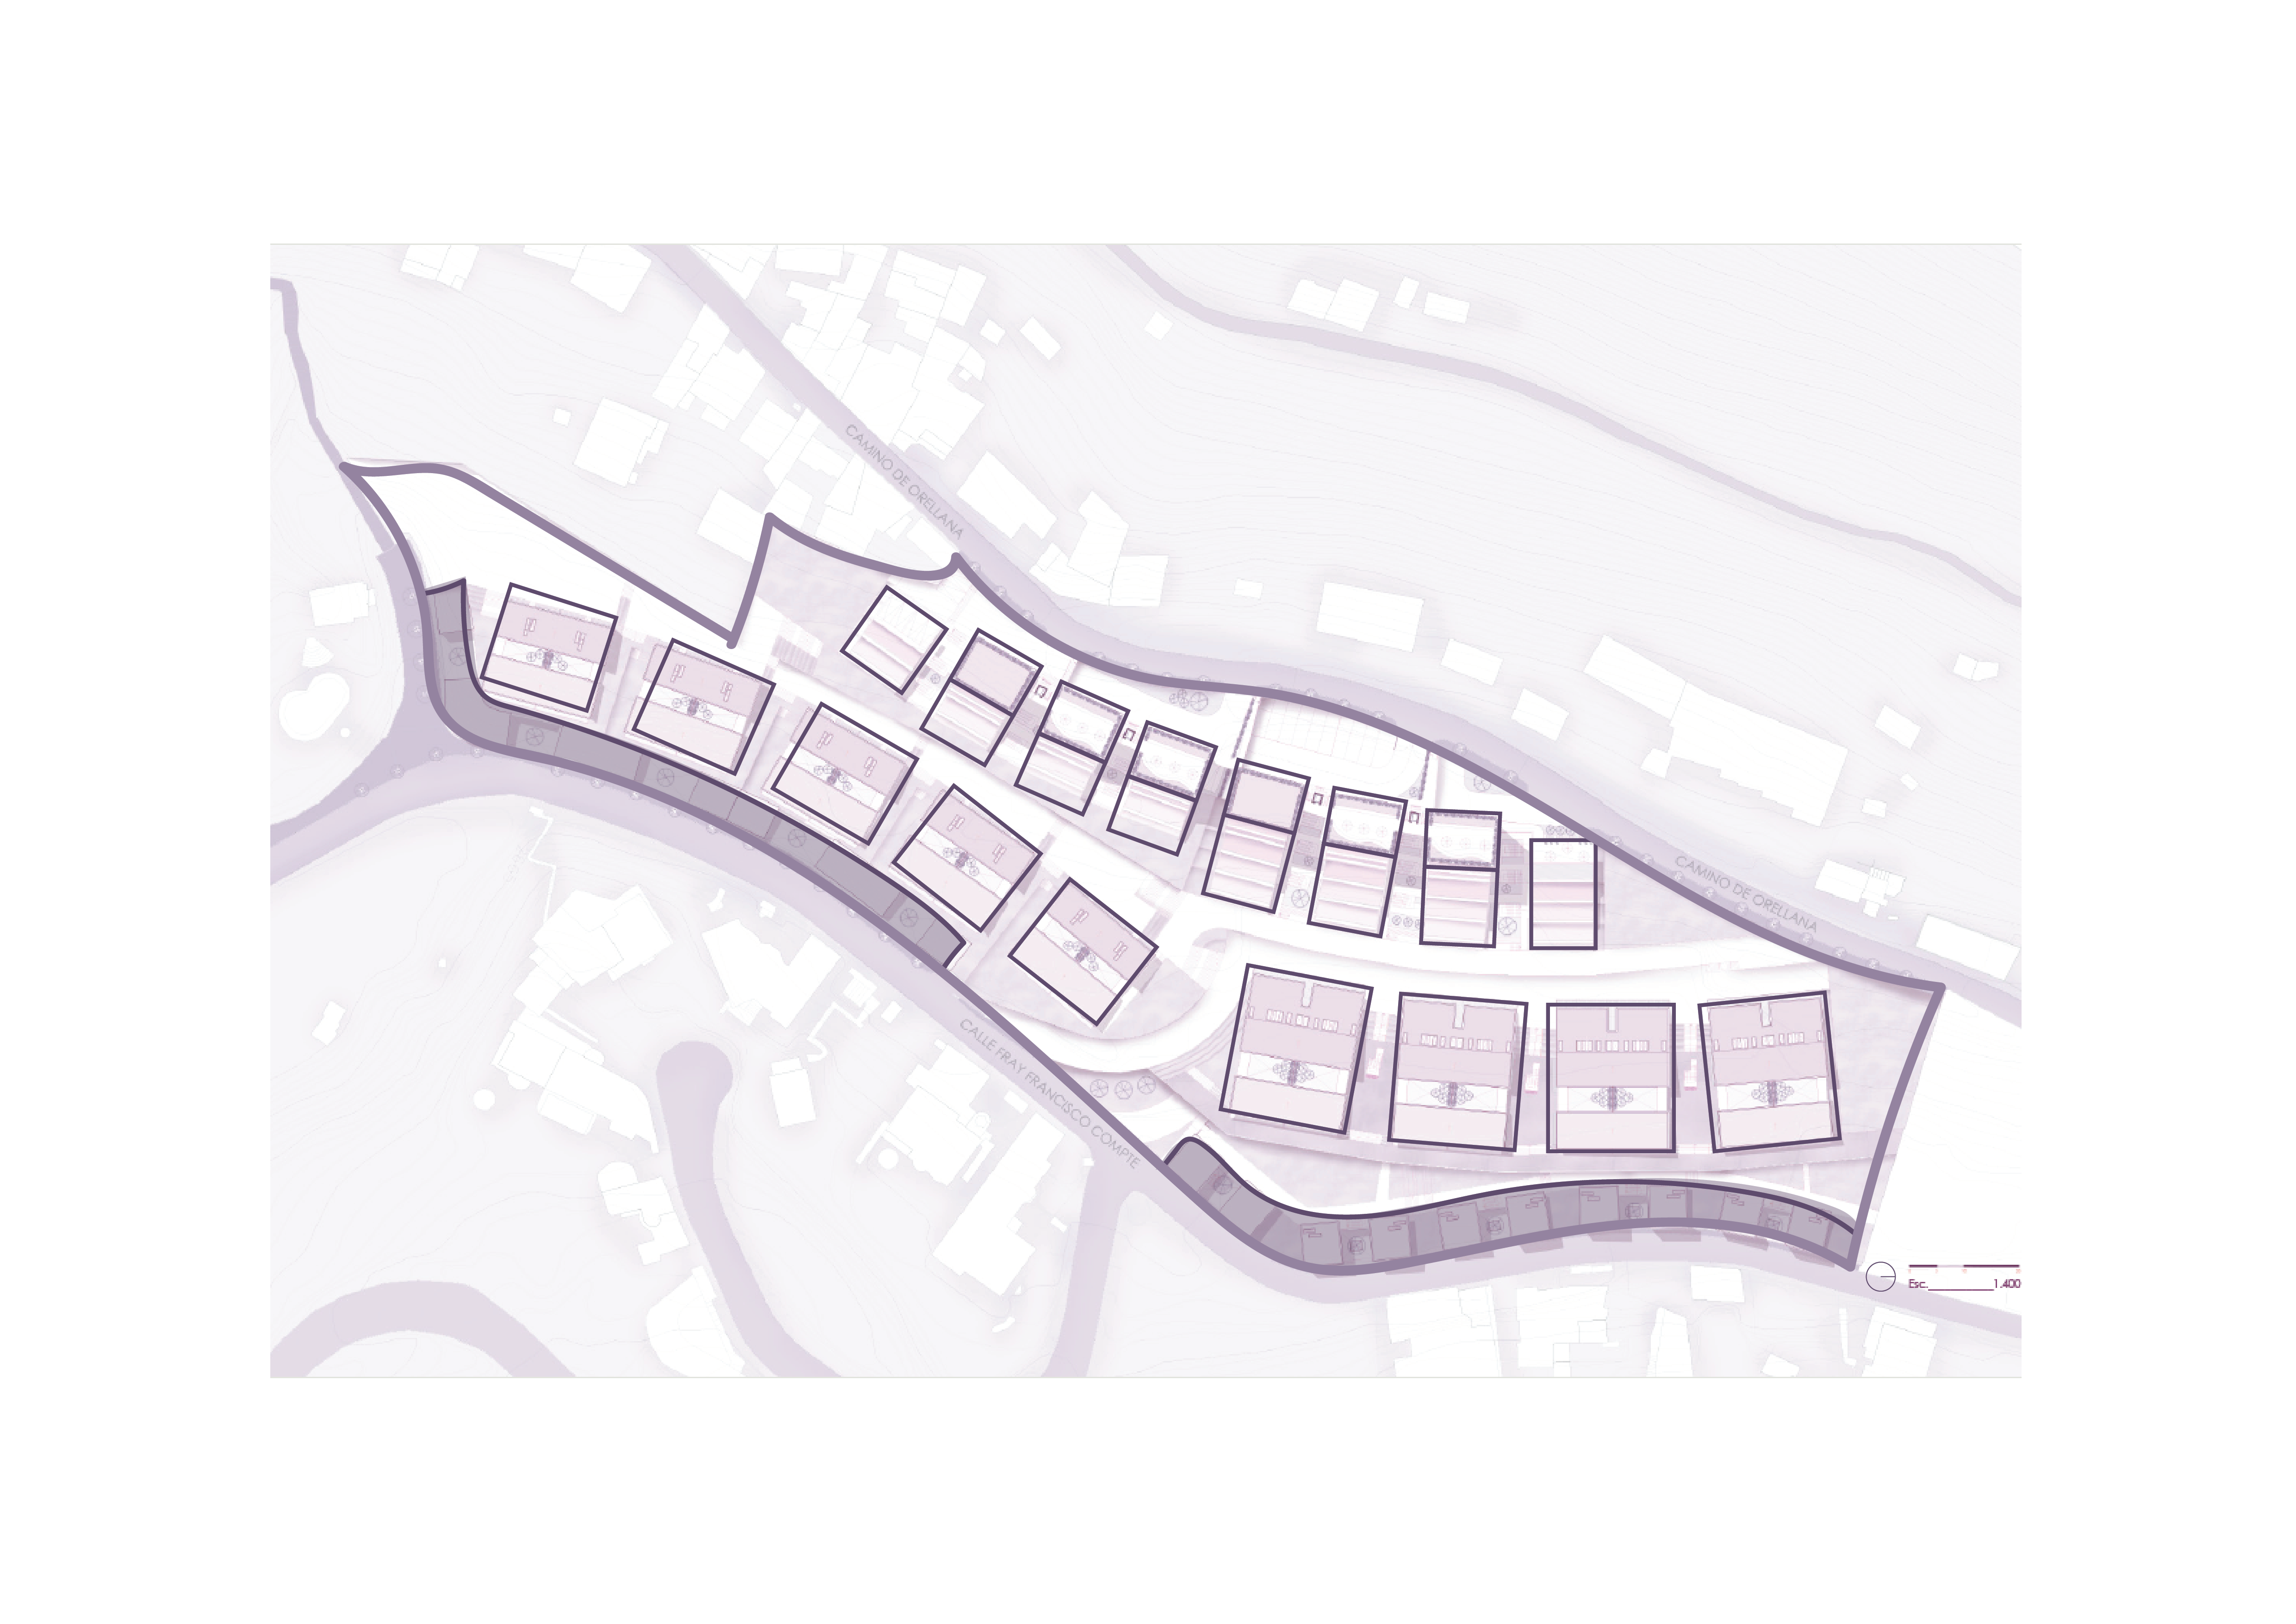 CAMINO DE ORELLANA
CAMINO DE ORELLANA
CALLE FRAY FRANCISCO COMPTE
Esc. 1.400